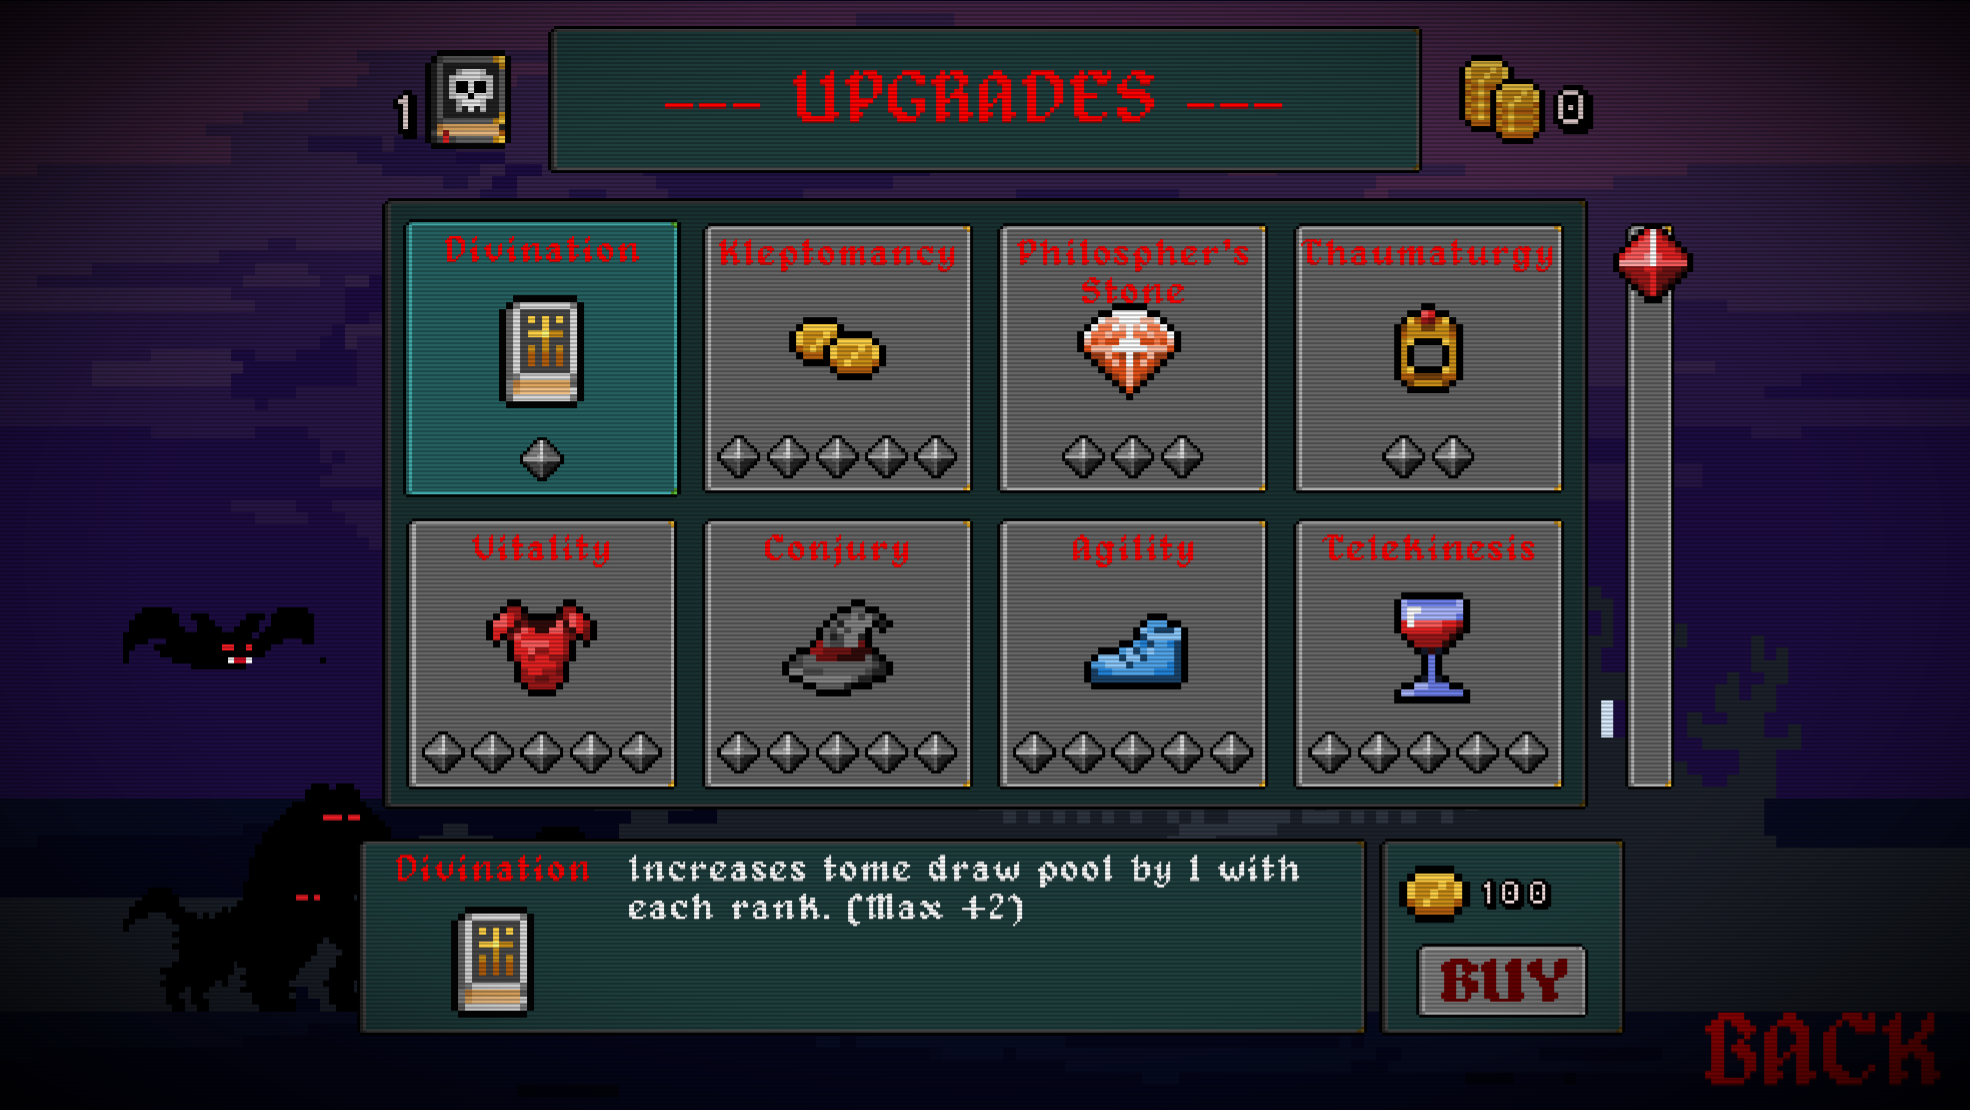 1
--- UPGRADES ---
0
Divination
Kleptomancy
Philospher's
Stone
Thaumaturgy
Vitality
Conjury
Agility
Telekinesis
Divination
Increases tome draw pool by 1 with
each rank. (Max +2)
100
BUY
BACK